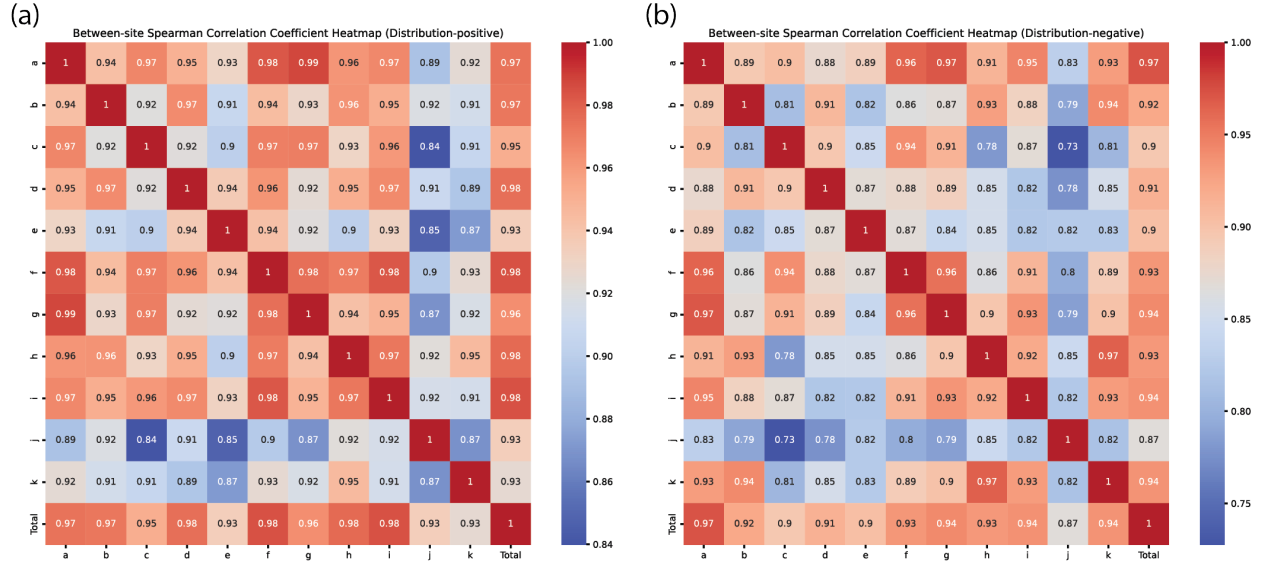 (a)
Between-site Spearman Correlation Coefficient Heatmap (Distribution-positive)
a 1 0.94 0.97 0.95 0.93 0.98 0.99 0.96 0.97 0.89 0.92 0.97
b 0.94 1 0.92 0.97 0.91 0.94 0.93 0.96 0.95 0.92 0.91 0.97
c 0.97 0.92 1 0.92 0.9 0.97 0.97 0.93 0.96 0.84 0.91 0.95
d 0.95 0.97 0.92 1 0.94 0.96 0.92 0.95 0.97 0.91 0.89 0.98
e 0.93 0.91 0.9 0.94 1 0.94 0.92 0.9 0.93 0.85 0.87 0.93
f 0.98 0.94 0.97 0.96 0.94 1 0.98 0.97 0.98 0.9 0.93 0.98
g 0.99 0.93 0.97 0.92 0.92 0.98 1 0.94 0.95 0.87 0.92 0.96
h 0.96 0.96 0.93 0.95 0.9 0.97 0.94 1 0.97 0.92 0.95 0.98
i 0.97 0.95 0.96 0.97 0.93 0.98 0.95 0.97 1 0.92 0.91 0.98
j 0.89 0.92 0.84 0.91 0.85 0.9 0.87 0.92 0.92 1 0.87 0.93
k 0.92 0.91 0.91 0.89 0.87 0.93 0.92 0.95 0.91 0.87 1 0.93
Total 0.97 0.97 0.95 0.98 0.93 0.98 0.96 0.98 0.98 0.93 0.93 1
a b c d e f g h i j k Total
1.00
0.98
0.96
0.94
0.92
0.90
0.88
0.86
0.84
(b)
Between-site Spearman Correlation Coefficient Heatmap (Distribution-negative)
a 1 0.89 0.9 0.88 0.89 0.96 0.97 0.91 0.95 0.83 0.93 0.97
b 0.89 1 0.81 0.91 0.82 0.86 0.87 0.93 0.88 0.79 0.94 0.92
c 0.9 0.81 1 0.9 0.85 0.94 0.91 0.78 0.87 0.73 0.81 0.9
d 0.88 0.91 0.9 1 0.87 0.88 0.89 0.85 0.82 0.78 0.85 0.91
e 0.89 0.82 0.85 0.87 1 0.87 0.84 0.85 0.82 0.82 0.83 0.9
f 0.96 0.86 0.94 0.88 0.87 1 0.96 0.86 0.91 0.8 0.89 0.93
g 0.97 0.87 0.91 0.89 0.84 0.96 1 0.9 0.93 0.79 0.9 0.94
h 0.91 0.93 0.78 0.85 0.85 0.86 0.9 1 0.92 0.85 0.97 0.93
i 0.95 0.88 0.87 0.82 0.82 0.91 0.93 0.92 1 0.82 0.93 0.94
j 0.83 0.79 0.73 0.78 0.82 0.8 0.79 0.85 0.82 1 0.82 0.87
k 0.93 0.94 0.81 0.85 0.83 0.89 0.9 0.97 0.93 0.82 1 0.94
Total 0.97 0.92 0.9 0.91 0.9 0.93 0.94 0.93 0.94 0.87 0.94 1
a b c d e f g h i j k Total
1.00
0.95
0.90
0.85
0.80
0.75